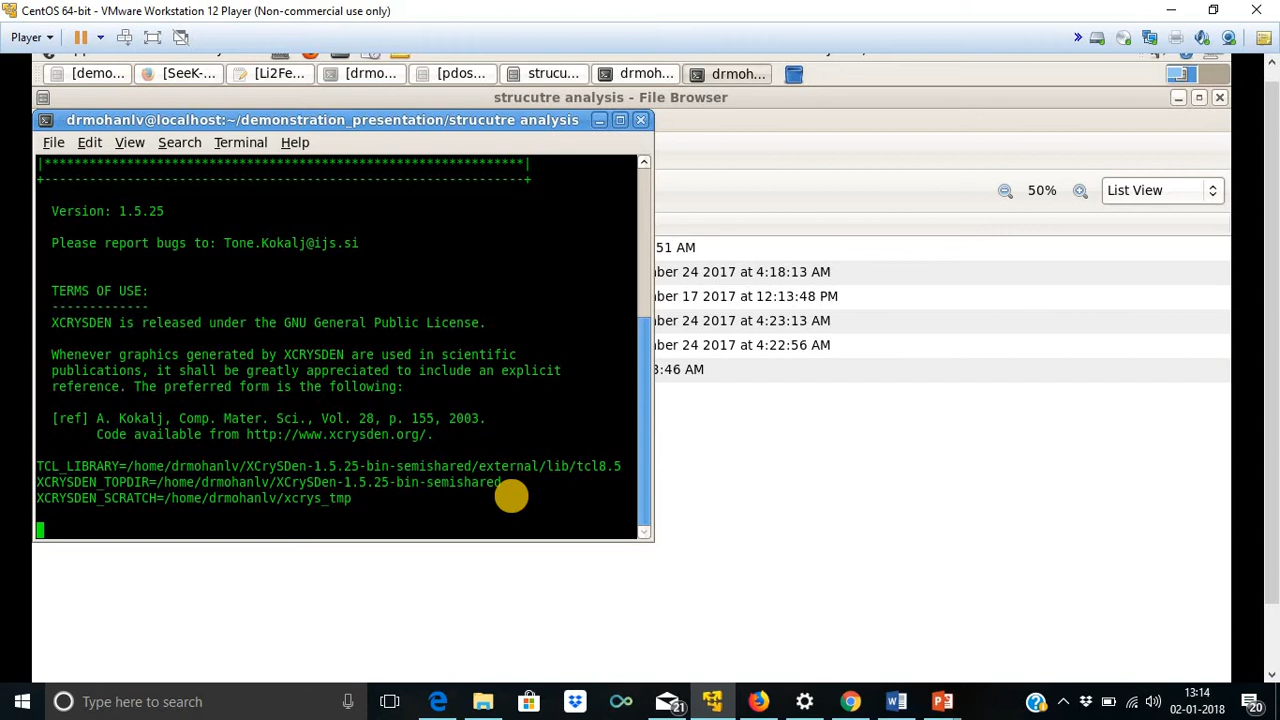 CentOS 64-bit - VMware Workstation 12 Player (Non-commercial use only)
Player
[demo... [SeeK-... [Li2Fe... [drmo... [pdos... strucu... drmoh... drmoh...
strucutre analysis - File Browser
drmohanlv@localhost:~/demonstration_presentation/strucutre analysis
File Edit View Search Terminal Help
50% List View
|****************************************************************|
+----------------------------------------------------------------+
Version: 1.5.25
Please report bugs to: Tone.Kokalj@ijs.si
TERMS OF USE:
-------------
XCRYSDEN is released under the GNU General Public License.
Whenever graphics generated by XCRYSDEN are used in scientific
publications, it shall be greatly appreciated to include an explicit
reference. The preferred form is the following:
[ref] A. Kokalj, Comp. Mater. Sci., Vol. 28, p. 155, 2003.
Code available from http://www.xcrysden.org/.
TCL_LIBRARY=/home/drmohanlv/XCrySDen-1.5.25-bin-semishared/external/lib/tcl8.5
XCRYSDEN_TOPDIR=/home/drmohanlv/XCrySDen-1.5.25-bin-semishared
XCRYSDEN_SCRATCH=/home/drmohanlv/xcrys_tmp
:51 AM
mber 24 2017 at 4:18:13 AM
mber 17 2017 at 12:13:48 PM
mber 24 2017 at 4:23:13 AM
mber 24 2017 at 4:22:56 AM
3:46 AM
Type here to search
21
13:14
02-01-2018
20